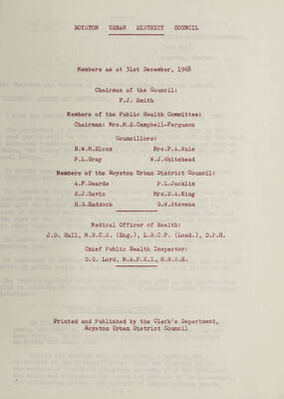 ROYSTON URBAN DISTRICT COUNCIL
Members as at 31st December, 1968
Chairman of the Council:
F.J. Smith
Members of the Public Health Committee:
Chairman: Mrs.M.E.Campbell-Ferguson
Councillors:
B.W.M.Elcox Mrs.P.A.Rule
P.L.Gray W.J.Whitehead
Members of the Royston Urban District Council:
A.F.Deards P.L.Jacklin
R.J.Gavin Mrs.E.A.King
H.G.Maddock G.W.Stevens
Medical Officer of Health:
J.D. Hall, M.R.C.S. (Eng.), L.R.C.P. (Lond.), D.P.H.
Chief Public Health Inspector:
D.G. Lord, M.A.P.H.I., M.R.S.H.
Printed and Published by the Clerk's Department,
Royston Urban District Council